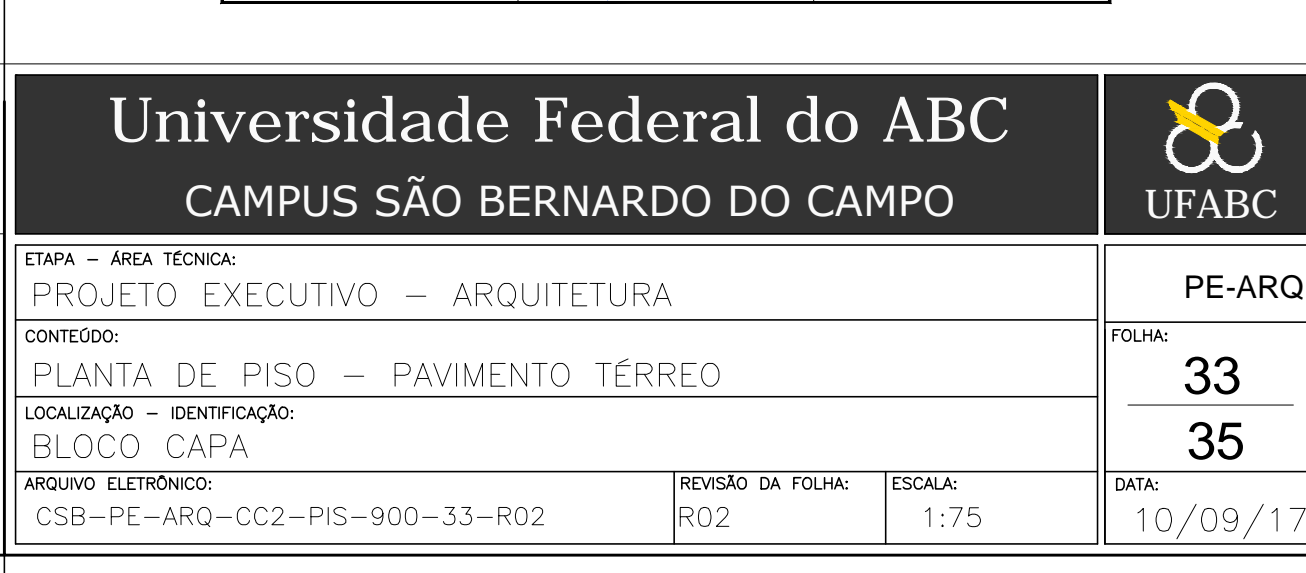 Universidade Federal do ABC
CAMPUS SÃO BERNARDO DO CAMPO
UFABC
ETAPA – ÁREA TÉCNICA:
PROJETO EXECUTIVO – ARQUITETURA
PE-ARQ
CONTEÚDO:
PLANTA DE PISO – PAVIMENTO TÉRREO
FOLHA:
33
35
LOCALIZAÇÃO – IDENTIFICAÇÃO:
BLOCO CAPA
ARQUIVO ELETRÔNICO:
CSB–PE–ARQ–CC2–PIS–900–33–R02
REVISÃO DA FOLHA:
R02
ESCALA:
1:75
DATA:
10/09/17